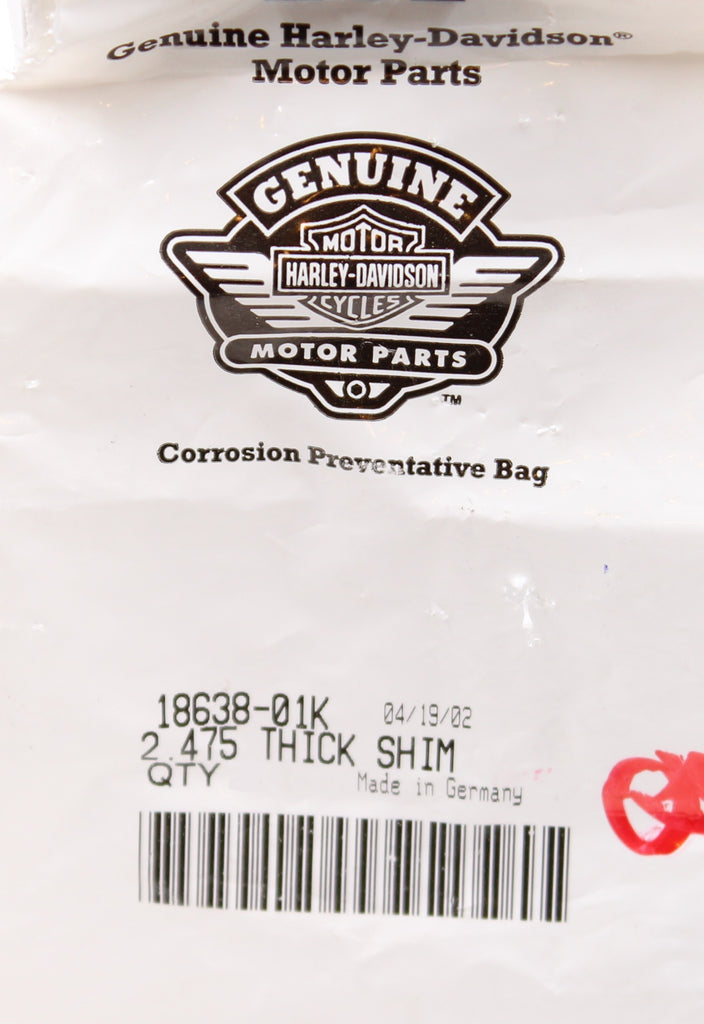 Genuine Harley-Davidson®
Motor Parts
GENUINE
MOTOR
HARLEY-DAVIDSON
CYCLES
MOTOR PARTS
TM
Corrosion Preventative Bag
18638-01K 04/19/02
2.475 THICK SHIM
QTY Made in Germany